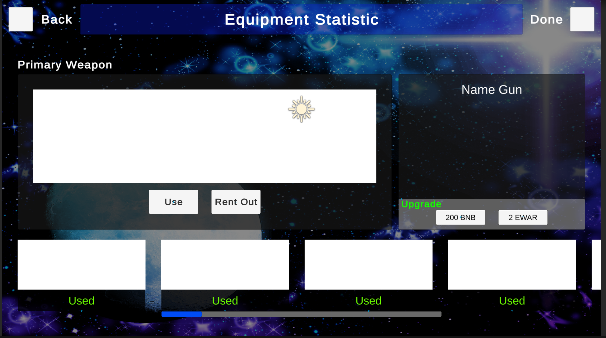 Back
Equipment Statistic
Done
Primary Weapon
Name Gun
Use
Rent Out
Upgrade
200 BNB
2 EWAR
Used
Used
Used
Used